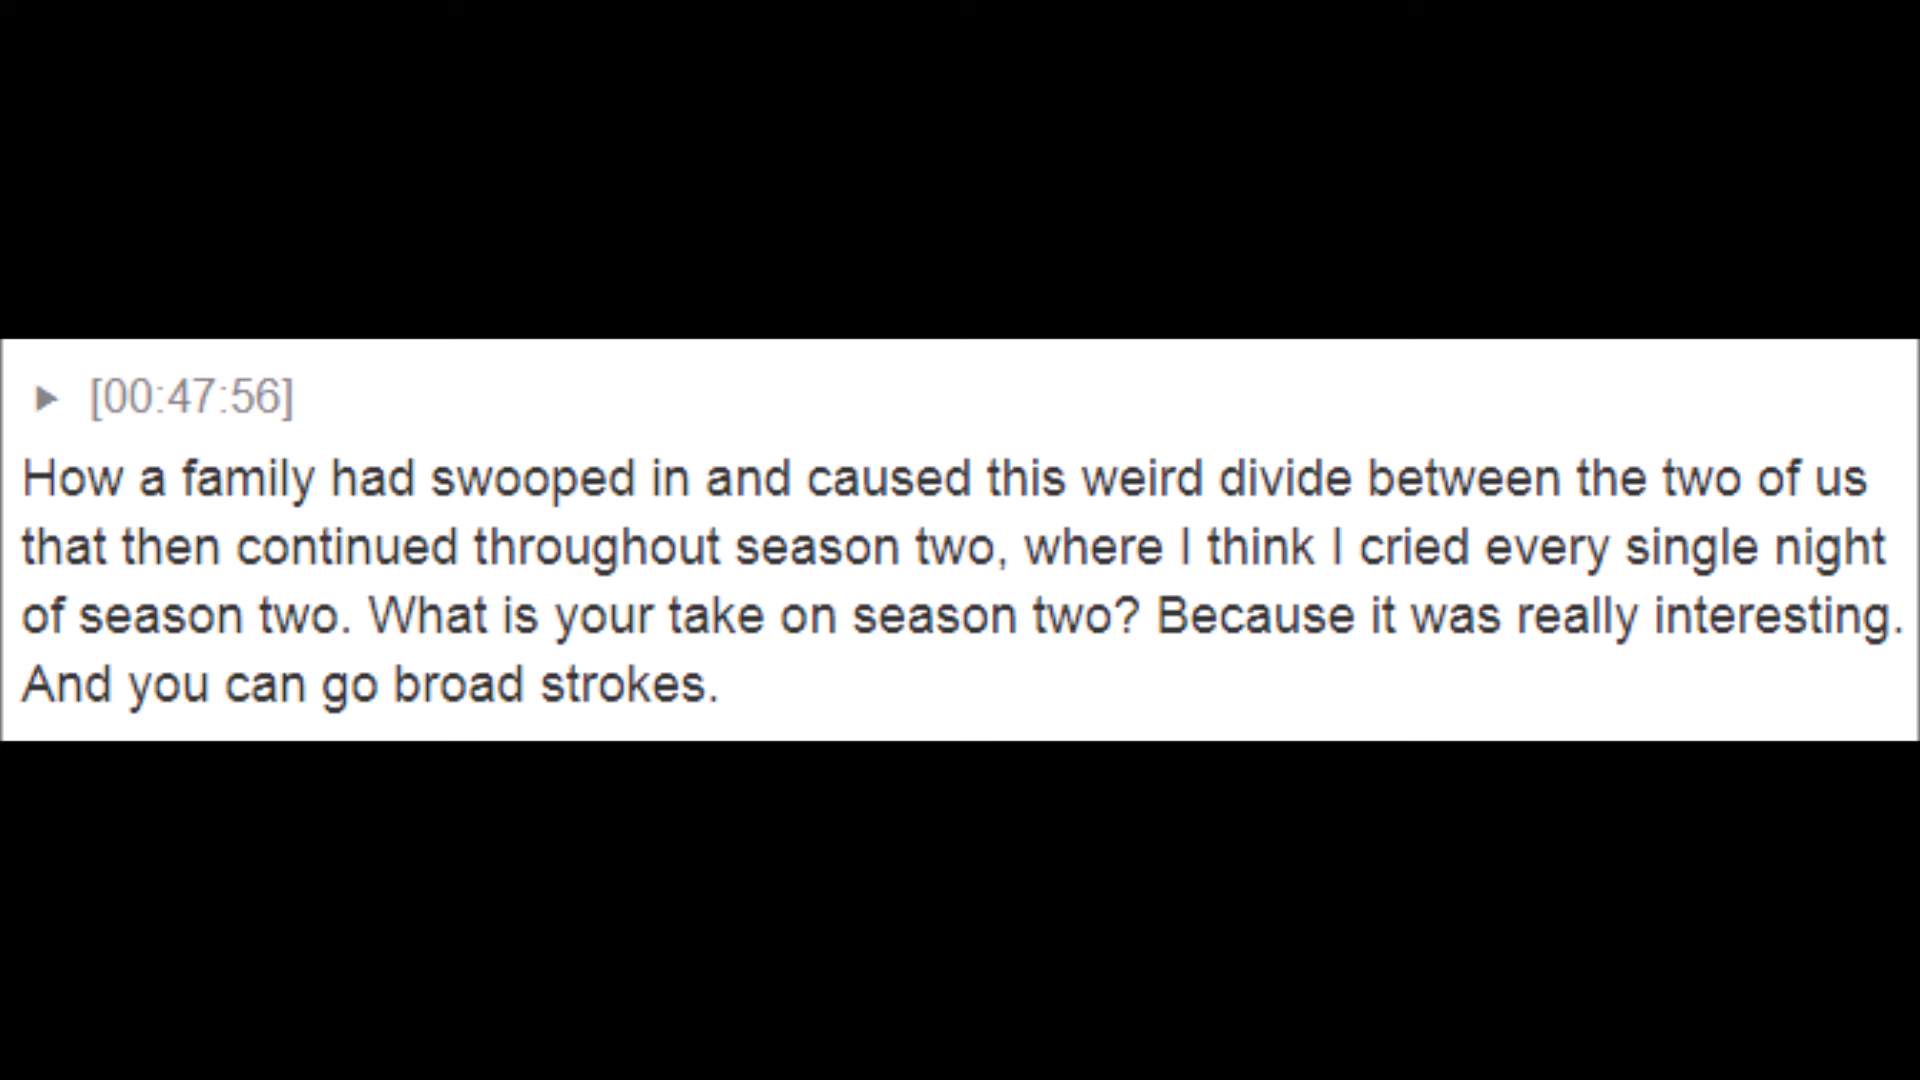 [00:47:56]
How a family had swooped in and caused this weird divide between the two of us
that then continued throughout season two, where I think I cried every single night
of season two. What is your take on season two? Because it was really interesting.
And you can go broad strokes.